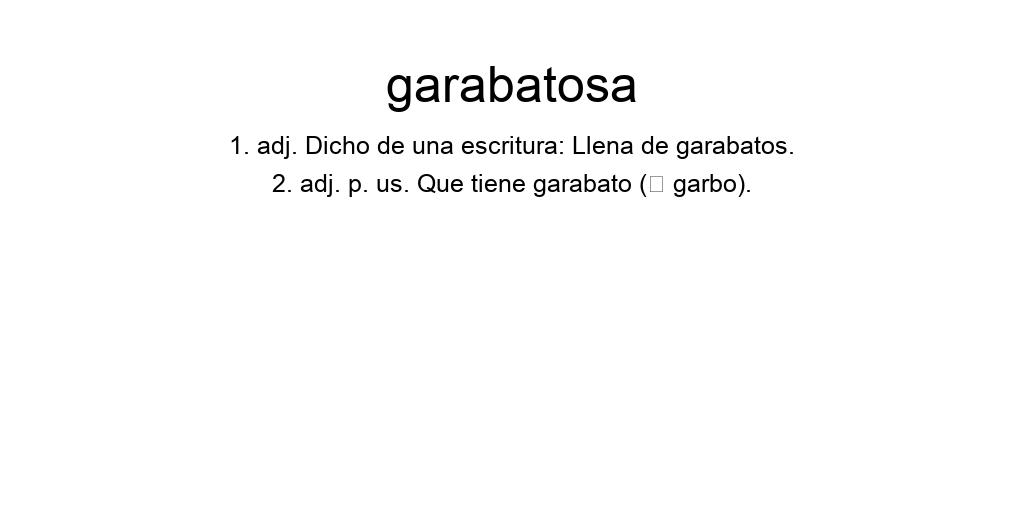 garabatosa
1. adj. Dicho de una escritura: Llena de garabatos.
2. adj. p. us. Que tiene garabato (□ garbo).